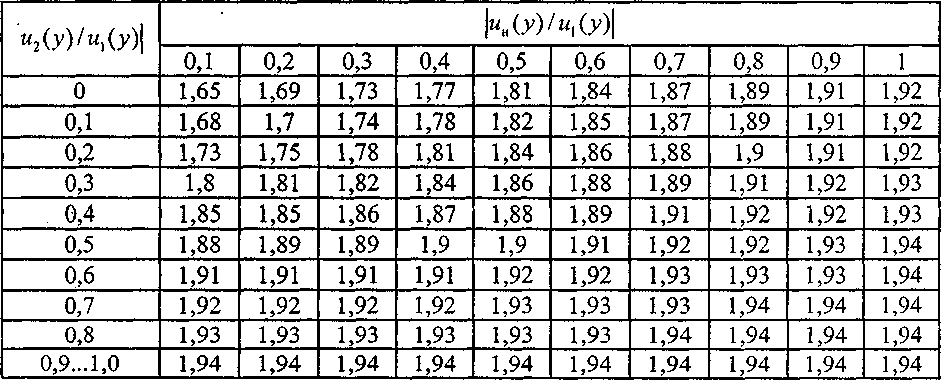 u₂(y)/u₁(y)| |uн(y)/u₁(y)|
0,1 0,2 0,3 0,4 0,5 0,6 0,7 0,8 0,9 1
0 1,65 1,69 1,73 1,77 1,81 1,84 1,87 1,89 1,91 1,92
0,1 1,68 1,7 1,74 1,78 1,82 1,85 1,87 1,89 1,91 1,92
0,2 1,73 1,75 1,78 1,81 1,84 1,86 1,88 1,9 1,91 1,92
0,3 1,8 1,81 1,82 1,84 1,86 1,88 1,89 1,91 1,92 1,93
0,4 1,85 1,85 1,86 1,87 1,88 1,89 1,91 1,92 1,92 1,93
0,5 1,88 1,89 1,89 1,9 1,9 1,91 1,92 1,92 1,93 1,94
0,6 1,91 1,91 1,91 1,91 1,92 1,92 1,93 1,93 1,93 1,94
0,7 1,92 1,92 1,92 1,92 1,93 1,93 1,93 1,94 1,94 1,94
0,8 1,93 1,93 1,93 1,93 1,93 1,93 1,94 1,94 1,94 1,94
0,9...1,0 1,94 1,94 1,94 1,94 1,94 1,94 1,94 1,94 1,94 1,94